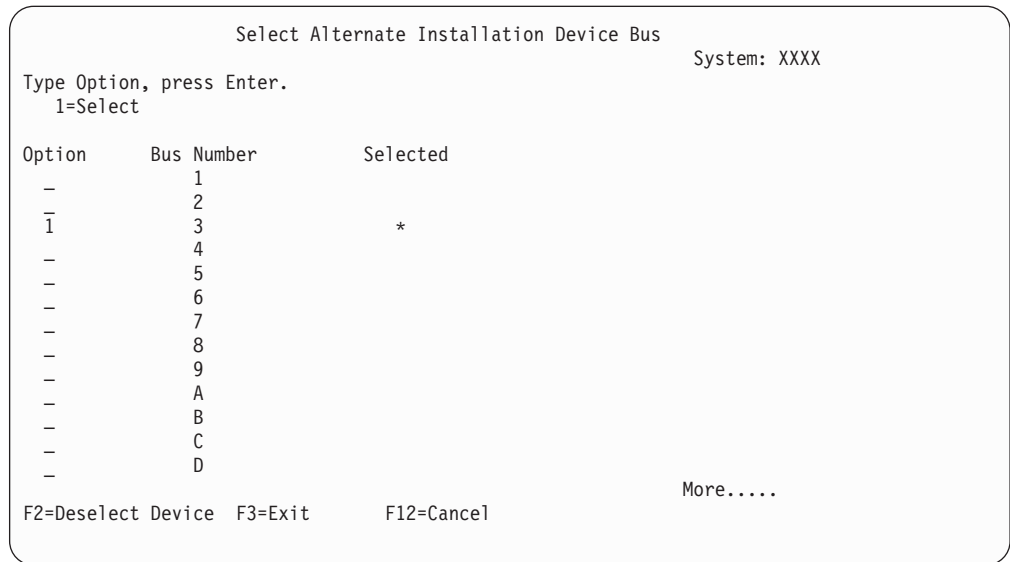 Select Alternate Installation Device Bus
System: XXXX
Type Option, press Enter.
1=Select
Option Bus Number Selected
_ 1
_ 2
1 3 *
_ 4
_ 5
_ 6
_ 7
_ 8
_ 9
_ A
_ B
_ C
_ D
More.....
F2=Deselect Device F3=Exit F12=Cancel